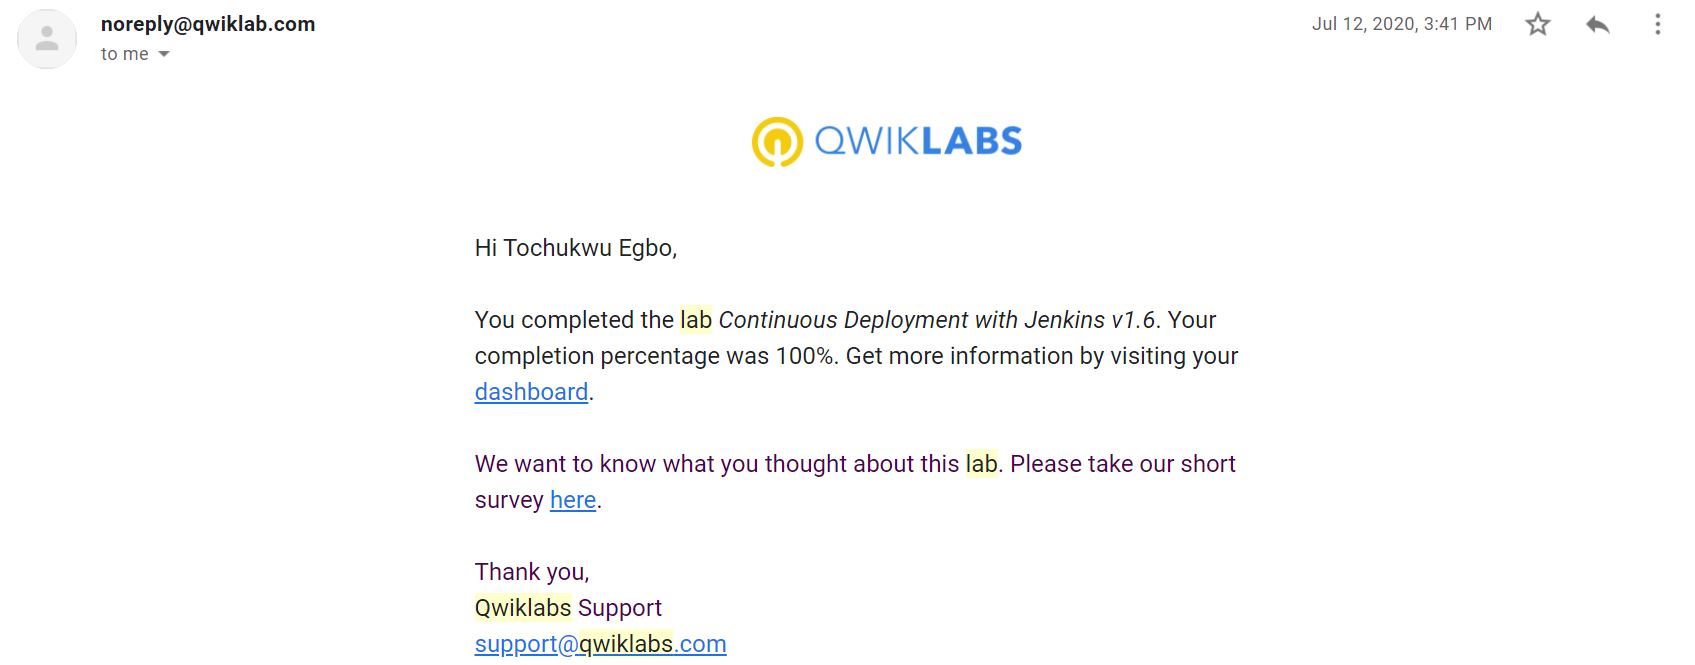 noreply@qwiklab.com
Jul 12, 2020, 3:41 PM
to me
QWIKLABS
Hi Tochukwu Egbo,
You completed the lab Continuous Deployment with Jenkins v1.6. Your
completion percentage was 100%. Get more information by visiting your
dashboard.
We want to know what you thought about this lab. Please take our short
survey here.
Thank you,
Qwiklabs Support
support@qwiklabs.com